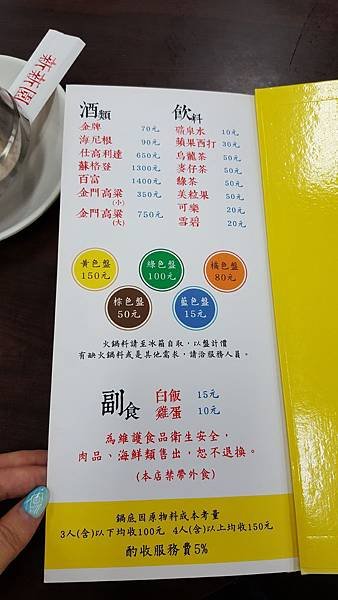 新新園
酒類
金牌 70元
海尼根 90元
仕高利達 650元
蘇格登 1300元
百富 1400元
金門高粱(小) 350元
金門高粱(大) 750元
飲料
礦泉水 10元
蘋果西打 30元
烏龍茶 20元
麥仔茶 20元
綠茶 20元
美粒果 20元
可樂 20元
雪碧 20元
黃色盤 150元
綠色盤 100元
橘色盤 80元
棕色盤 50元
藍色盤 15元
火鍋料請至冰箱自取，以盤計價
有缺火鍋料或是其他需求，請洽服務人員。
副食
白飯 15元
雞蛋 10元
為維護食品衛生安全，
肉品、海鮮類售出，恕不退換。
(本店禁帶外食)
鍋底因原物料成本考量
3人(含)以下均收100元 4人(含)以上均收150元
酌收服務費5%